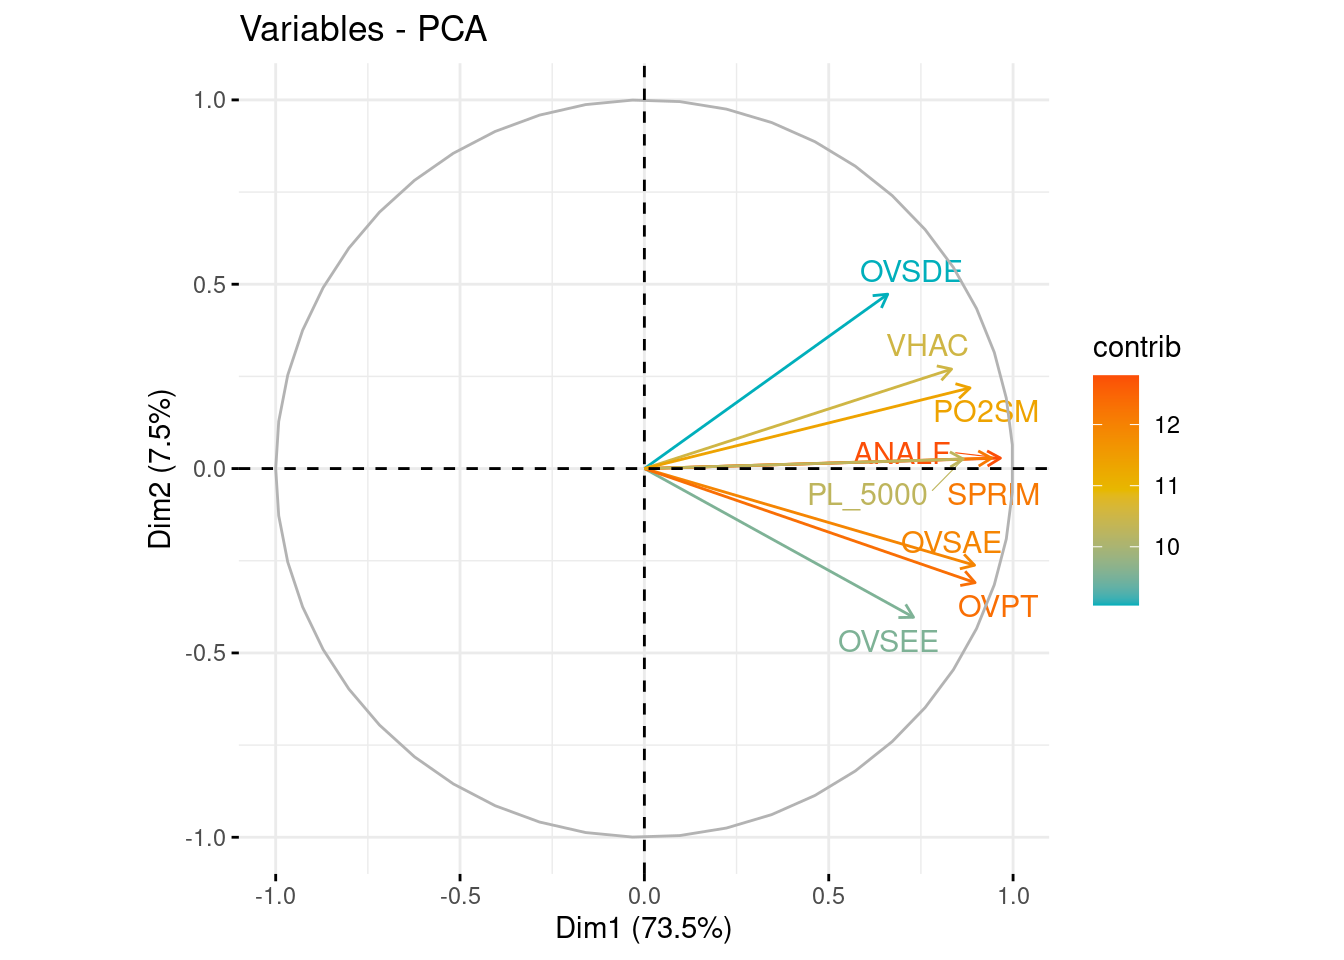 Variables - PCA
1.0
0.5
0.0
-0.5
-1.0
Dim2 (7.5%)
OVSDE
VHAC
PO2SM
ANALF
PL_5000
SPRIM
OVSAE
OVPT
OVSEE
-1.0
-0.5
0.0
0.5
1.0
Dim1 (73.5%)
contrib
12
11
10